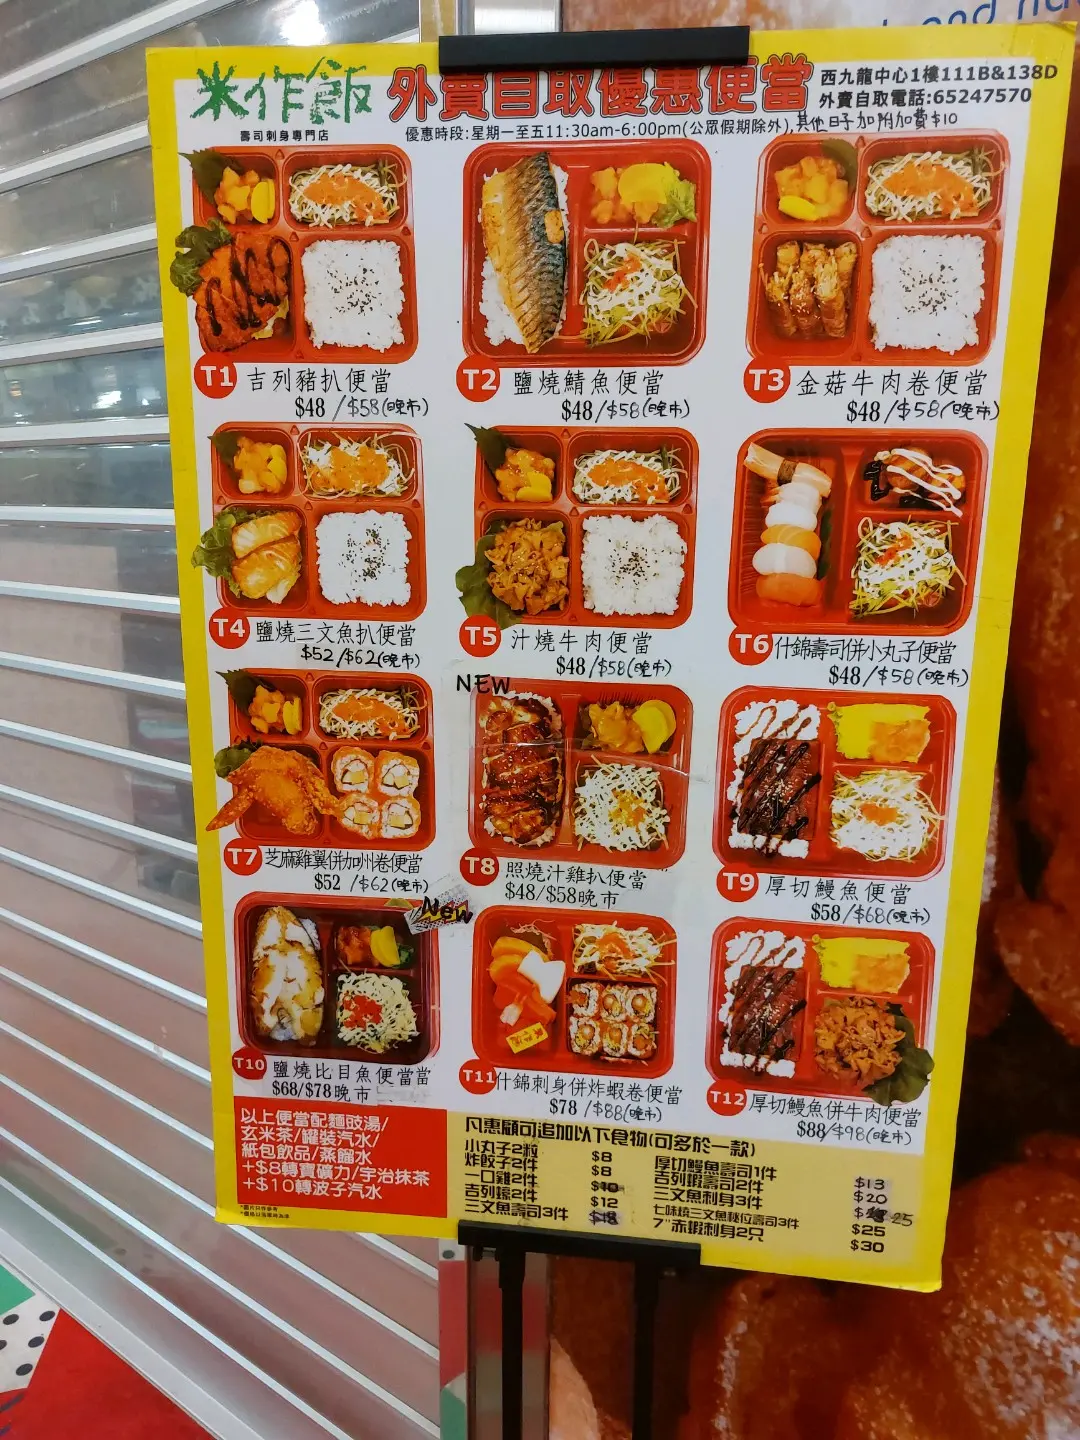 米作飯
壽司刺身專門店
外賣自取優惠便當
西九龍中心1樓111B&138D
外賣自取電話:65247570
優惠時段:星期一至五11:30am-6:00pm(公眾假期除外),其他日子加附加費$10
T1 吉列豬扒便當
$48 /$58(晚市)
T2 鹽燒鯖魚便當
$48/$58(晚市)
T3 金菇牛肉卷便當
$48/$58(晚市)
T4 鹽燒三文魚扒便當
$52/$62(晚市)
T5 汁燒牛肉便當
$48/$58(晚市)
T6 什錦壽司併小丸子便當
$48/$58(晚市)
T7 芝麻雞翼併加州卷便當
$52 /$62(晚市)
NEW
T8 照燒汁雞扒便當
$48/$58晚市
T9 厚切鰻魚便當
$58/$68(晚市)
New
T10 鹽燒比目魚便當當
$68/$78晚市
T11 什錦刺身併炸蝦卷便當
$78 /$88(晚市)
T12 厚切鰻魚併牛肉便當
$88/$98(晚市)
以上便當配麵豉湯/
玄米茶/罐裝汽水/
紙包飲品/蒸餾水
+$8轉寶礦力/宇治抹茶
+$10轉波子汽水
凡惠顧可追加以下食物(可多於一款)
小丸子2粒 $8
炸餃子2件 $8
一口雞2件 $10
吉列蠔2件 $12
三文魚壽司3件 $18
厚切鰻魚壽司1件 $13
吉列蝦壽司2件 $20
三文魚刺身3件 25
七味燒三文魚秘位壽司3件 $25
7"赤蝦刺身2只 $30